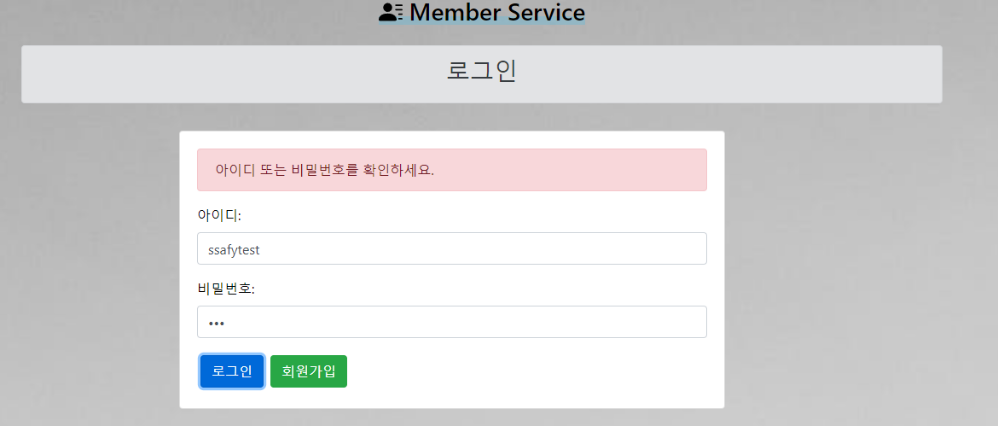 Member Service
로그인
아이디 또는 비밀번호를 확인하세요.
아이디:
ssafytest
비밀번호:
•••
로그인 회원가입